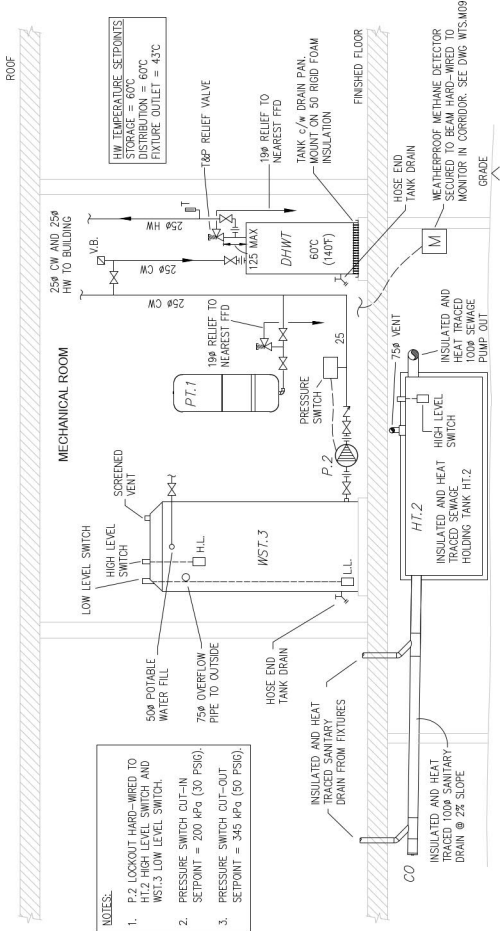 ROOF
MECHANICAL ROOM
HW TEMPERATURE SETPOINTS
STORAGE = 60°C
DISTRIBUTION = 60°C
FIXTURE OUTLET = 43°C
25ø CW AND 25ø
HW TO BUILDING
V.B.
25ø CW
25ø CW
25ø HW
T
T&P RELIEF VALVE
19ø RELIEF TO
NEAREST FFD
TANK c/w DRAIN PAN.
MOUNT ON 50 RIGID FOAM
INSULATION
FINISHED FLOOR
125 MAX
DHWT
60°C
(140°F)
HOSE END
TANK DRAIN
WEATHERPROOF METHANE DETECTOR
SECURED TO BEAM HARD-WIRED TO
MONITOR IN CORRIDOR. SEE DWG WTS.M09
GRADE
M
PT.1
19ø RELIEF TO
NEAREST FFD
PRESSURE
SWITCH
25
P.2
LOW LEVEL SWITCH
HIGH LEVEL
SWITCH
SCREENED
VENT
H.L.
WST.3
L.L.
50ø POTABLE
WATER FILL
75ø OVERFLOW
PIPE TO OUTSIDE
HOSE END
TANK DRAIN
NOTES:
1. P.2 LOCKOUT HARD-WIRED TO
HT.2 HIGH LEVEL SWITCH AND
WST.3 LOW LEVEL SWITCH.
2. PRESSURE SWITCH CUT-IN
SETPOINT = 200 kPa (30 PSIG).
3. PRESSURE SWITCH CUT-OUT
SETPOINT = 345 kPa (50 PSIG).
INSULATED AND HEAT
TRACED SANITARY
DRAIN FROM FIXTURES
CO
INSULATED AND HEAT
TRACED 100ø SANITARY
DRAIN @ 2% SLOPE
75ø VENT
HIGH LEVEL
SWITCH
HT.2
INSULATED AND HEAT
TRACED SEWAGE
HOLDING TANK HT.2
INSULATED AND
HEAT TRACED
100ø SEWAGE
PUMP OUT